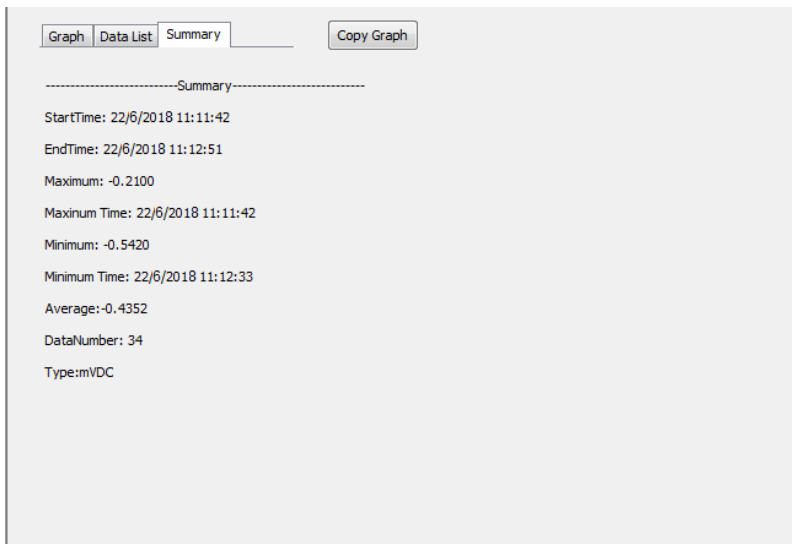 Graph Data List Summary Copy Graph
---------------------------Summary---------------------------
StartTime: 22/6/2018 11:11:42
EndTime: 22/6/2018 11:12:51
Maximum: -0.2100
Maxinum Time: 22/6/2018 11:11:42
Minimum: -0.5420
Minimum Time: 22/6/2018 11:12:33
Average:-0.4352
DataNumber: 34
Type:mVDC